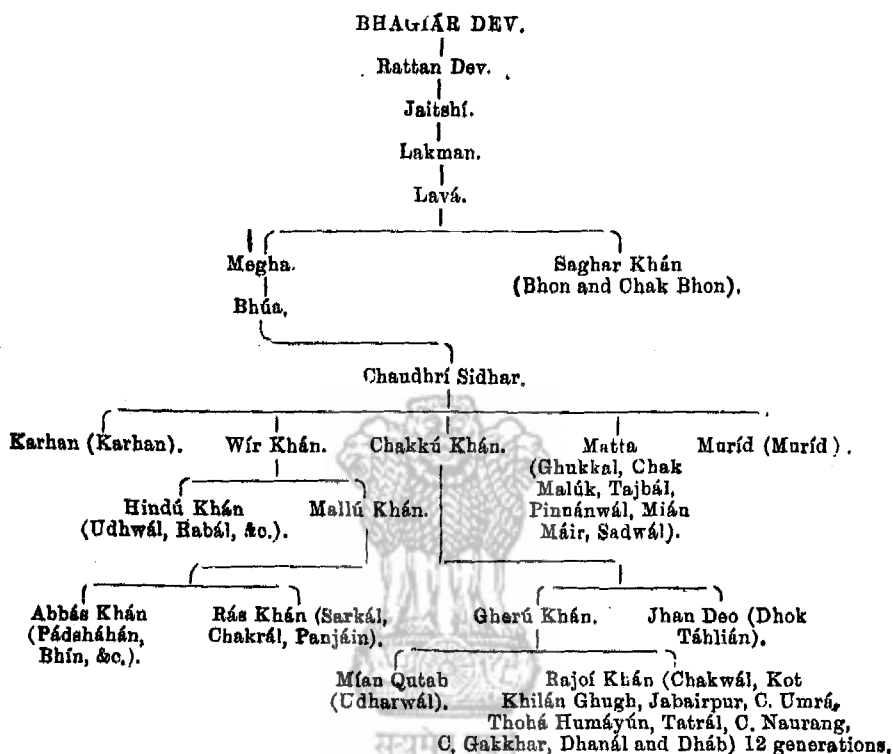 BHAGIÁR DEV.
Rattan Dev.
Jaitshí.
Lakman.
Lavá.
Megha.
Saghar Khán
(Bhon and Chak Bhon).
Bhúa.
Chaudhrí Sidhar.
Karhan (Karhan).
Wír Khán.
Chakkú Khán.
Matta
(Ghukkal, Chak
Malúk, Tajbál,
Pinnánwál, Mián
Máir, Sadwál).
Muríd (Muríd).
Hindú Khán
(Udhwál, Rabál, &c.).
Mallú Khán.
Abbás Khán
(Pádsháhán,
Bhín, &c.).
Rás Khán (Sarkál,
Chakrál, Panjáin).
Gherú Khán.
Jhan Deo (Dhok
Táhlián).
Mían Qutab
(Udharwál).
Rajoí Khán (Chakwál, Kot
Khilán Ghugh, Jabairpur, C. Umrá,
Thohá Humáyún, Tatrál, C. Naurang,
C. Gakkhar, Dhanál and Dháb) 12 generations.